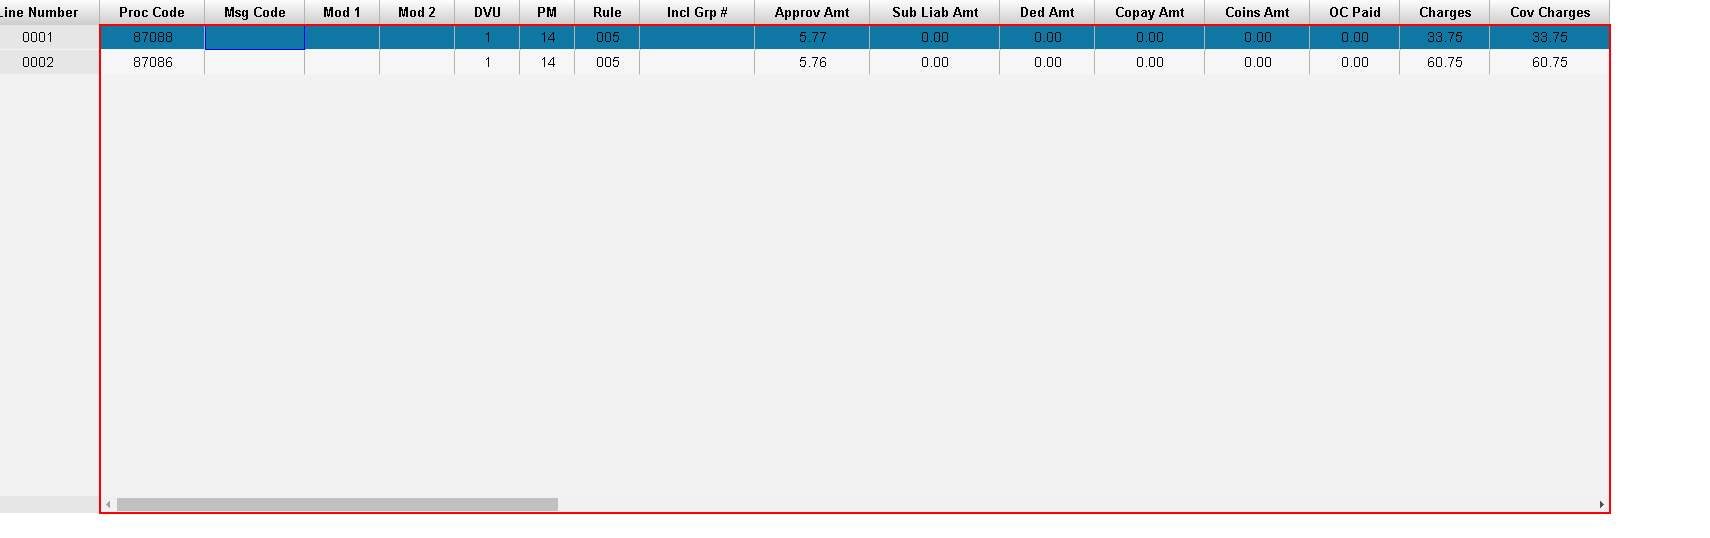 Line Number Proc Code Msg Code Mod 1 Mod 2 DVU PM Rule Incl Grp # Approv Amt Sub Liab Amt Ded Amt Copay Amt Coins Amt OC Paid Charges Cov Charges
0001 87088 1 14 005 5.77 0.00 0.00 0.00 0.00 0.00 33.75 33.75
0002 87086 1 14 005 5.76 0.00 0.00 0.00 0.00 0.00 60.75 60.75